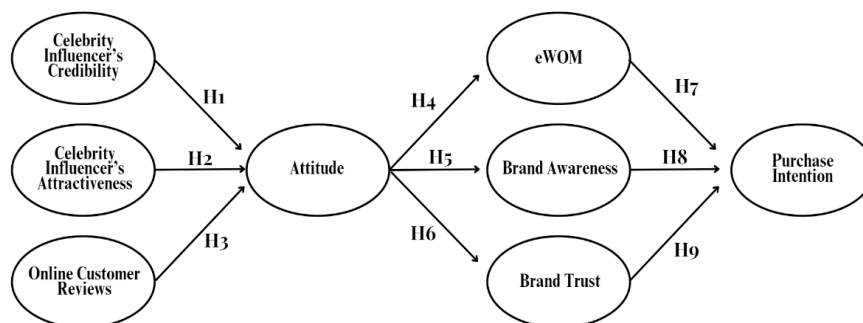 Celebrity
Influencer's
Credibility
H1
Celebrity
Influencer's
Attractiveness
H2
Online Customer
Reviews
H3
Attitude
H4
H5
H6
eWOM
Brand Awareness
Brand Trust
H7
H8
H9
Purchase
Intention